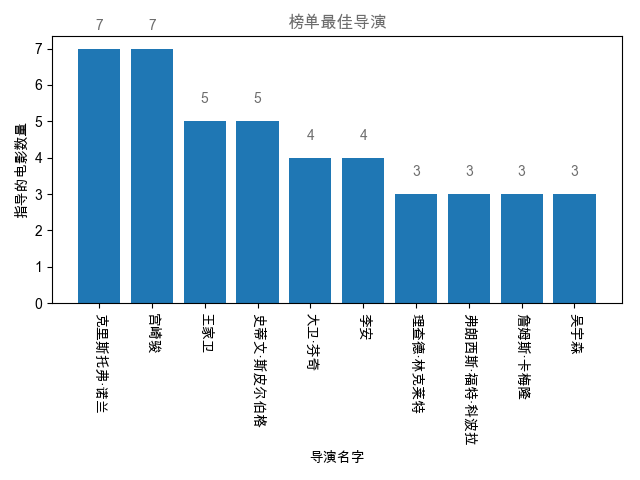 榜单最佳导演
7 7 5 5 4 4 3 3 3 3
指导的电影数量
7
6
5
4
3
2
1
0
克里斯托弗·诺兰
宫崎骏
王家卫
史蒂文·斯皮尔伯格
大卫·芬奇
李安
理查德·林克莱特
弗朗西斯·福特·科波拉
詹姆斯·卡梅隆
吴宇森
导演名字